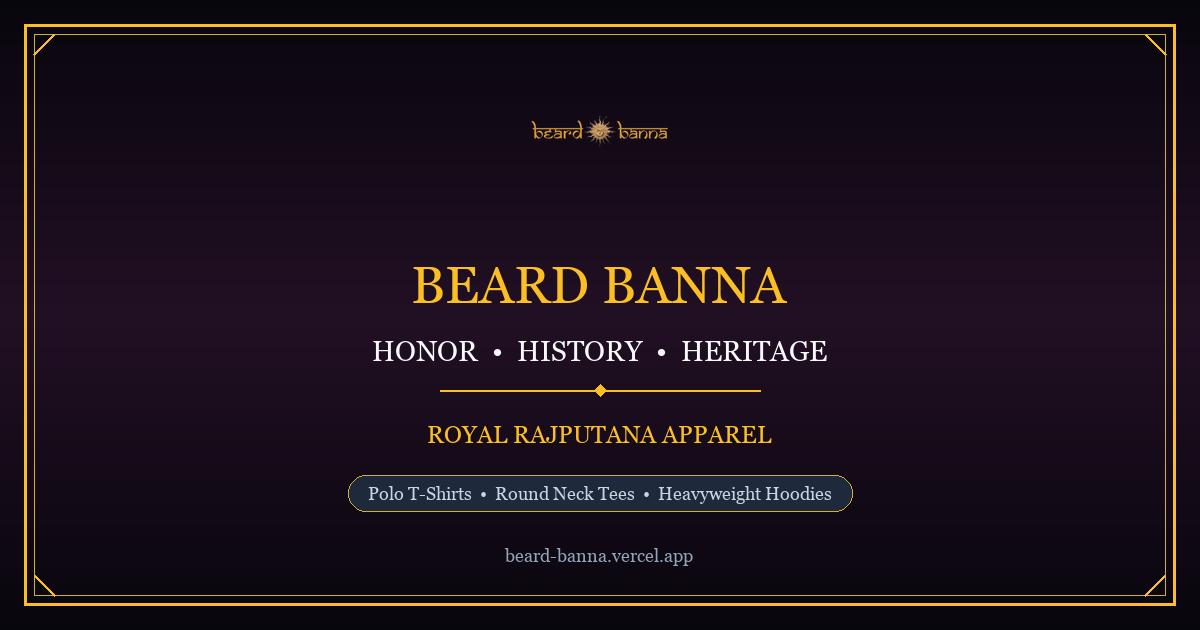 beard banna
BEARD BANNA
HONOR • HISTORY • HERITAGE
ROYAL RAJPUTANA APPAREL
Polo T-Shirts • Round Neck Tees • Heavyweight Hoodies
beard-banna.vercel.app